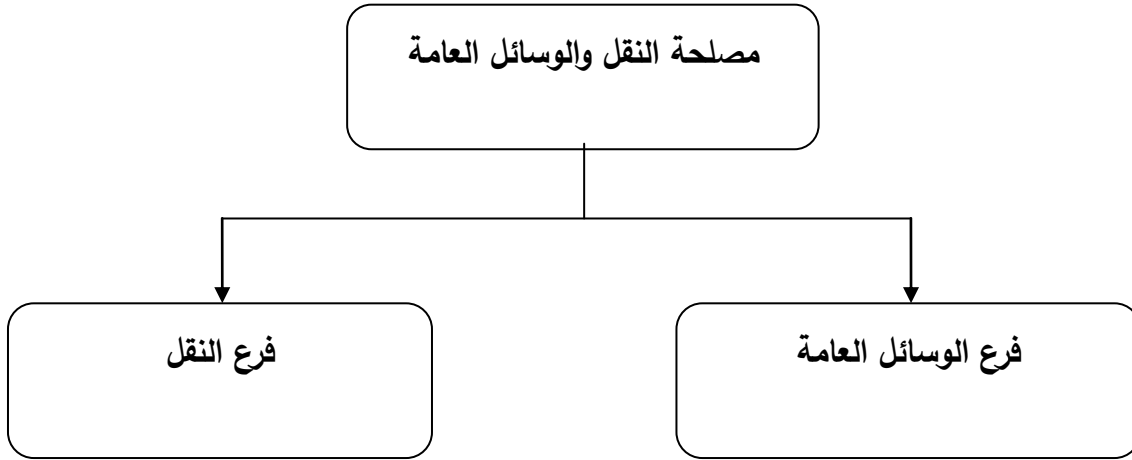 مصلحة النقل والوسائل العامة
فرع الوسائل العامة
فرع النقل